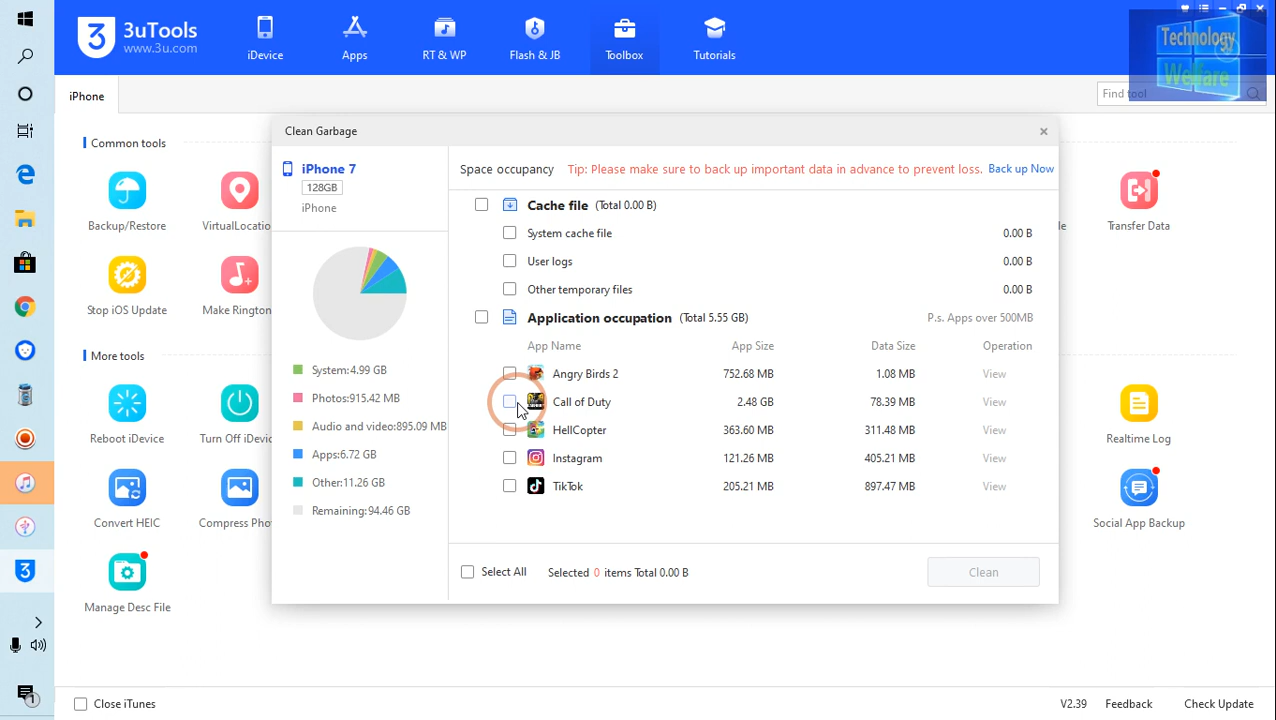 3uTools
www.3u.com
iDevice
Apps
RT & WP
Flash & JB
Toolbox
Tutorials
Technology
Welfare
iPhone
Find tool
Common tools
Clean Garbage
iPhone 7
128GB
iPhone
Space occupancy Tip: Please make sure to back up important data in advance to prevent loss. Back up Now
Cache file (Total 0.00 B)
System cache file 0.00 B
User logs 0.00 B
Other temporary files 0.00 B
Application occupation (Total 5.55 GB) P.s. Apps over 500MB
App Name App Size Data Size Operation
Angry Birds 2 752.68 MB 1.08 MB View
Call of Duty 2.48 GB 78.39 MB View
HellCopter 363.60 MB 311.48 MB View
Instagram 121.26 MB 405.21 MB View
TikTok 205.21 MB 897.47 MB View
System:4.99 GB
Photos:915.42 MB
Audio and video:895.09 MB
Apps:6.72 GB
Other:11.26 GB
Remaining:94.46 GB
Select All Selected 0 items Total 0.00 B
Clean
Backup/Restore
VirtualLocatio
Transfer Data
Stop iOS Update
Make Rington
More tools
Reboot iDevice
Turn Off iDevic
Realtime Log
Convert HEIC
Compress Pho
Social App Backup
Manage Desc File
Close iTunes
V2.39 Feedback Check Update
1